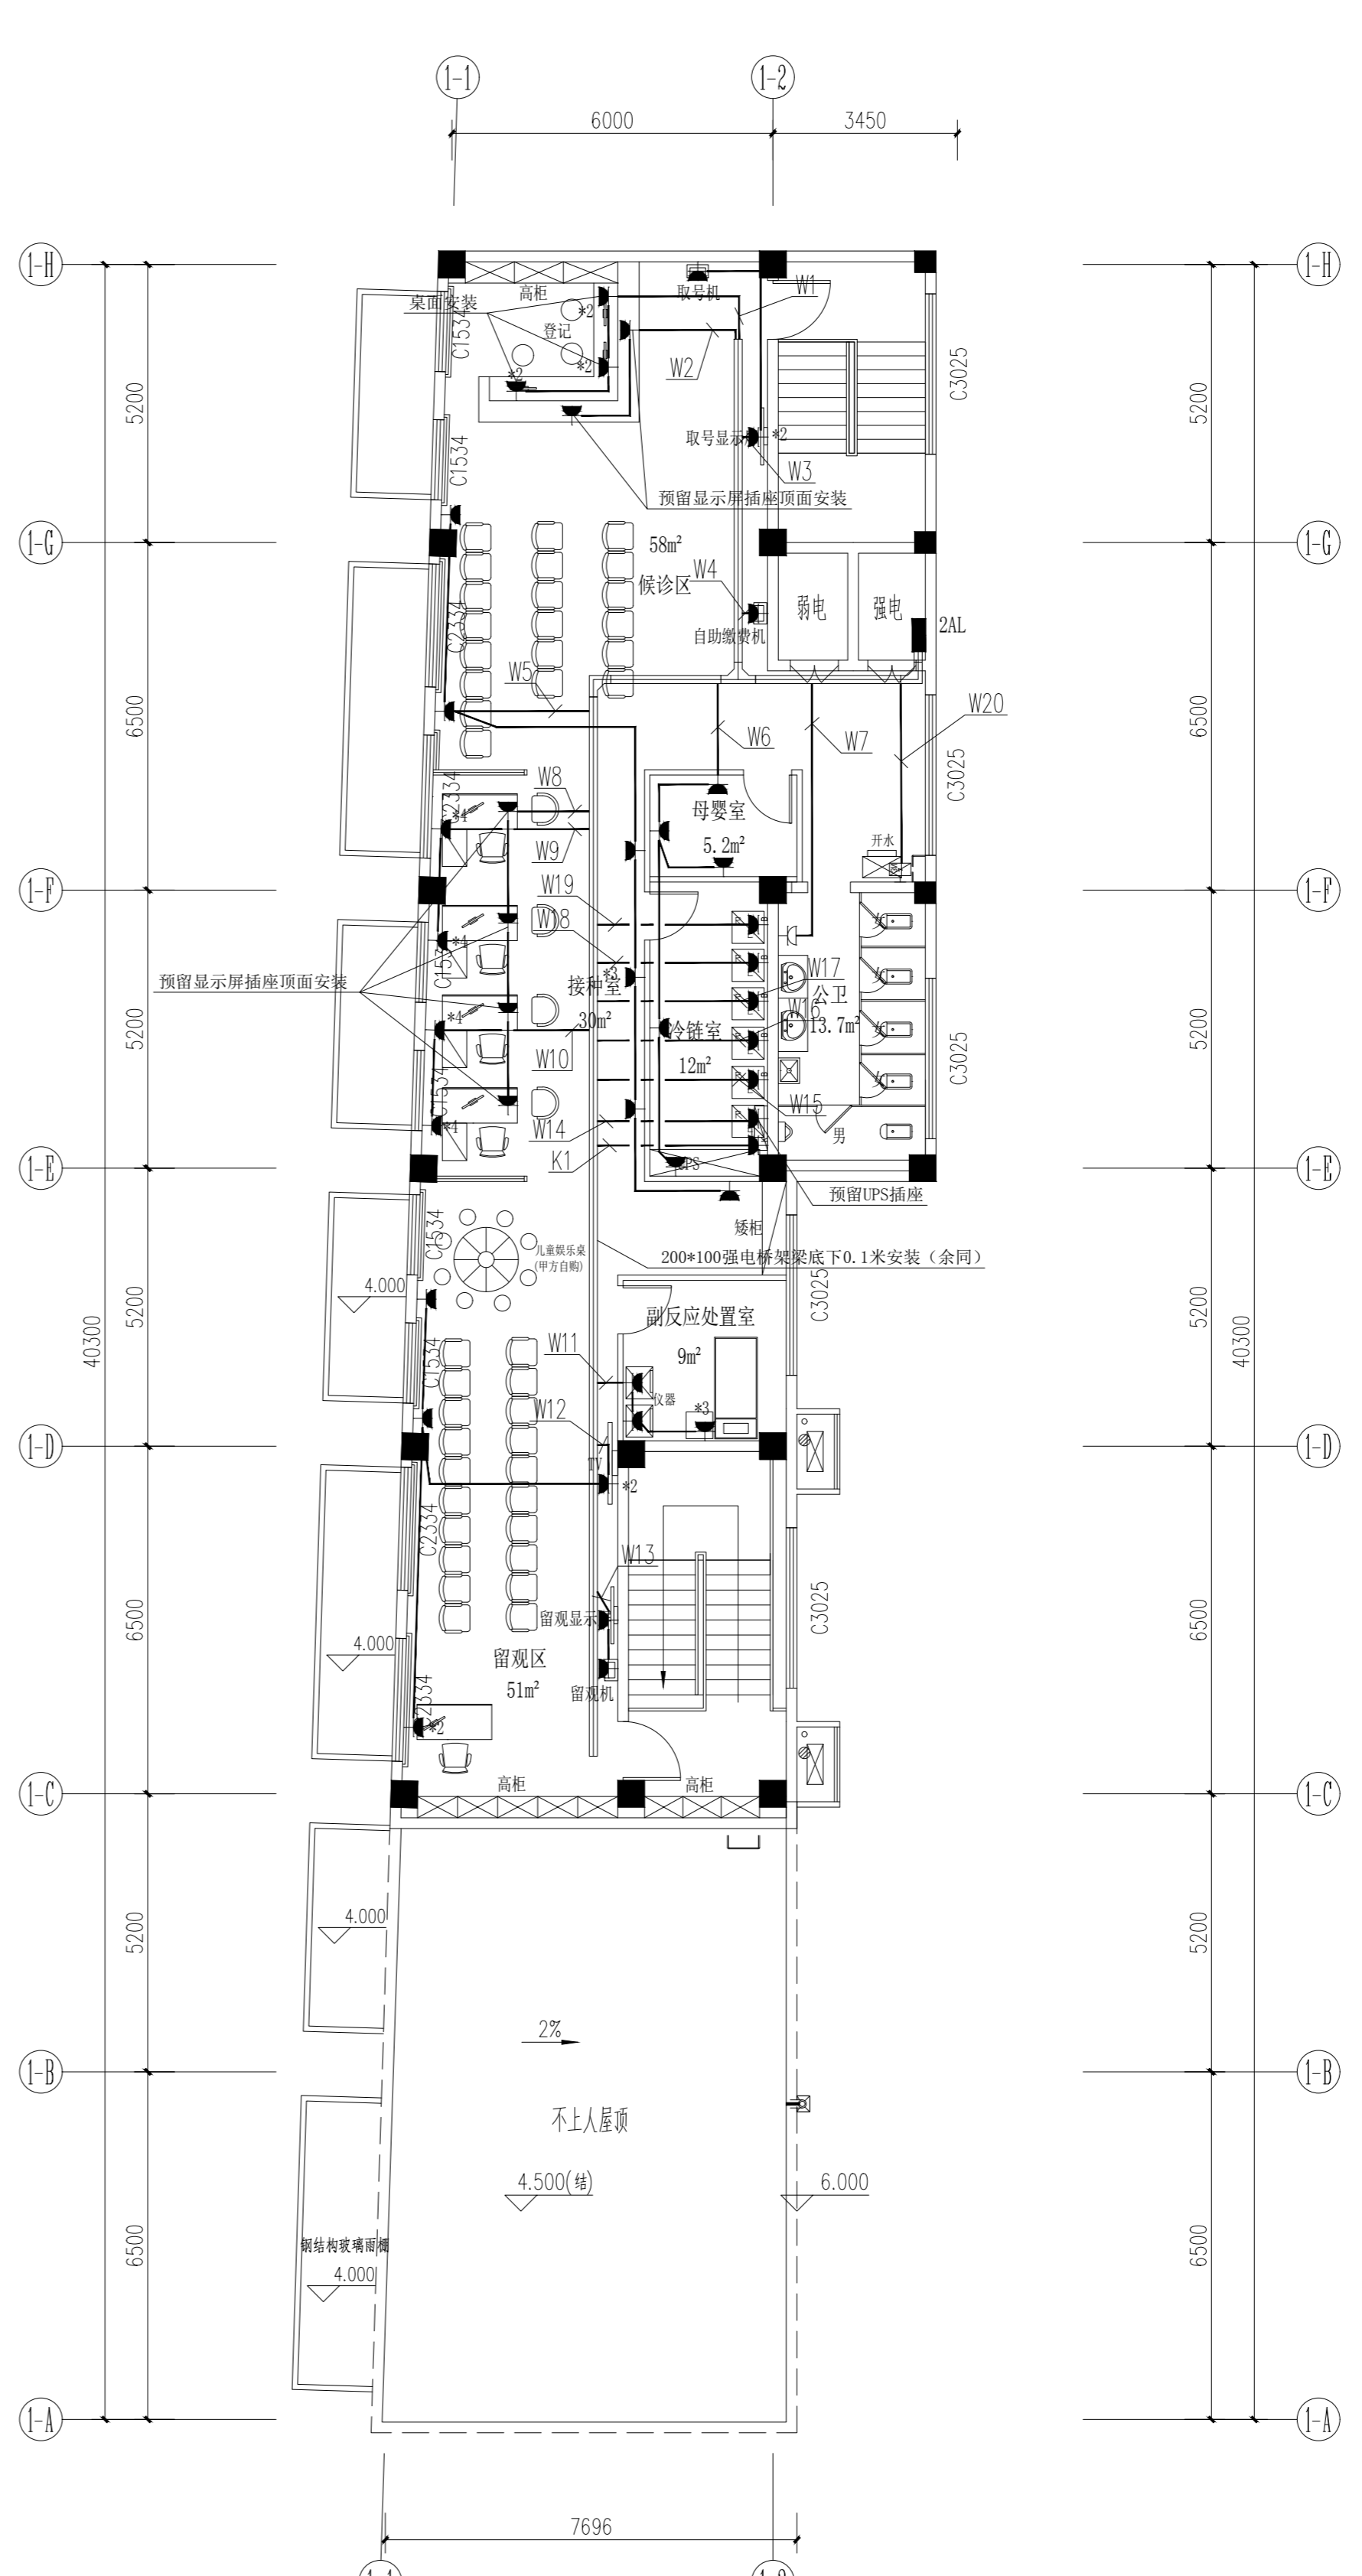 1-1
1-2
6000
3450
1-H
1-H
高柜
取号机
W1
桌面安装
*2
登记
C1534
W2
*2
*2
C3025
5200
5200
取号显示
*2
C1534
W3
预留显示屏插座顶面安装
1-G
1-G
58m²
候诊区
W4
弱电
强电
2AL
自助缴费机
C2334
W5
6500
6500
W20
W6
W7
C3025
W8
C2334
*4
母婴室
5.2m²
开水
W9
1-F
1-F
W19
W18
女
*4
预留显示屏插座顶面安装
*3
接种室
W17
公卫
女
30m²
W16
13.7m²
冷链室
*4
女
5200
5200
W10
12m²
C3025
C1534
W15
女
*4
W14
男
K1
1-E
1-E
预留UPS插座
矮柜
C1534
儿童娱乐桌
(甲方自购)
200*100强电桥架梁底下0.1米安装（余同）
4.000
C3025
5200
5200
40300
40300
副反应处置室
W11
9m²
C1534
仪器
W12
*3
1-D
1-D
TV
*2
C2334
W13
C3025
留观显示
6500
6500
4.000
留观区
51m²
留观机
C2334
*2
高柜
高柜
1-C
1-C
4.000
5200
5200
2%
1-B
1-B
不上人屋顶
4.500(结)
6.000
钢结构玻璃雨棚
4.000
6500
6500
1-A
1-A
7696